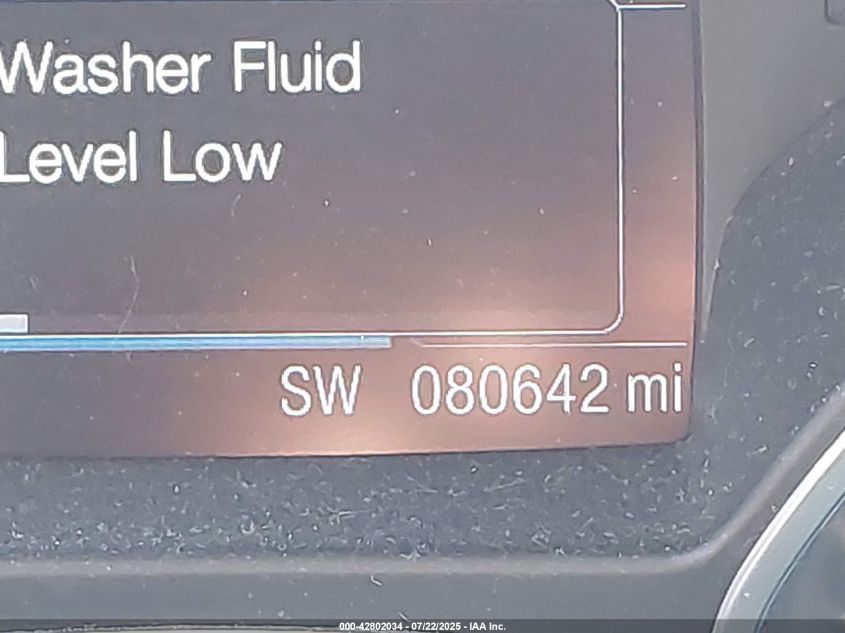 Washer Fluid
Level Low
SW 080642 mi
000-42802034 - 07/22/2025 - IAA Inc.